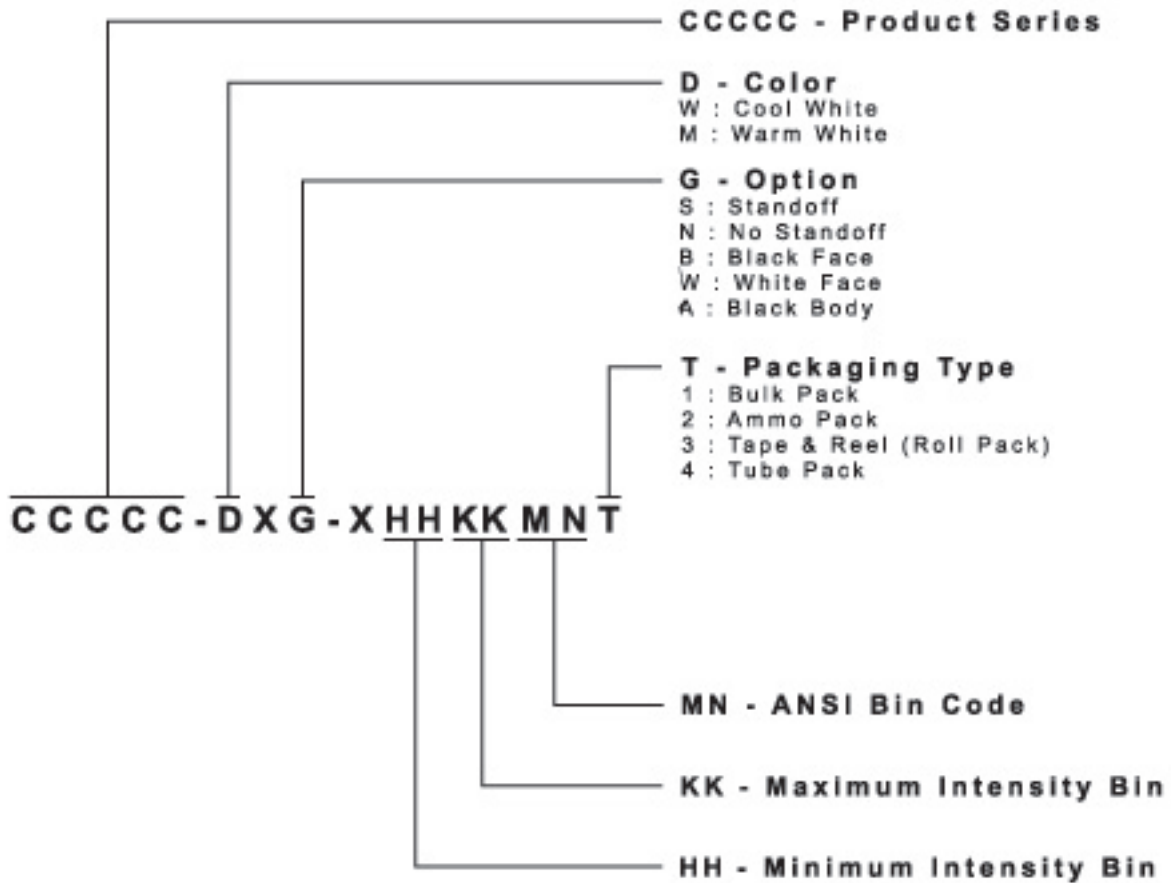 CCCCC - Product Series
D - Color
W : Cool White
M : Warm White
G - Option
S : Standoff
N : No Standoff
B : Black Face
W : White Face
A : Black Body
T - Packaging Type
1 : Bulk Pack
2 : Ammo Pack
3 : Tape & Reel (Roll Pack)
4 : Tube Pack
CCCCC-DXG-XHHKKMNT
MN - ANSI Bin Code
KK - Maximum Intensity Bin
HH - Minimum Intensity Bin